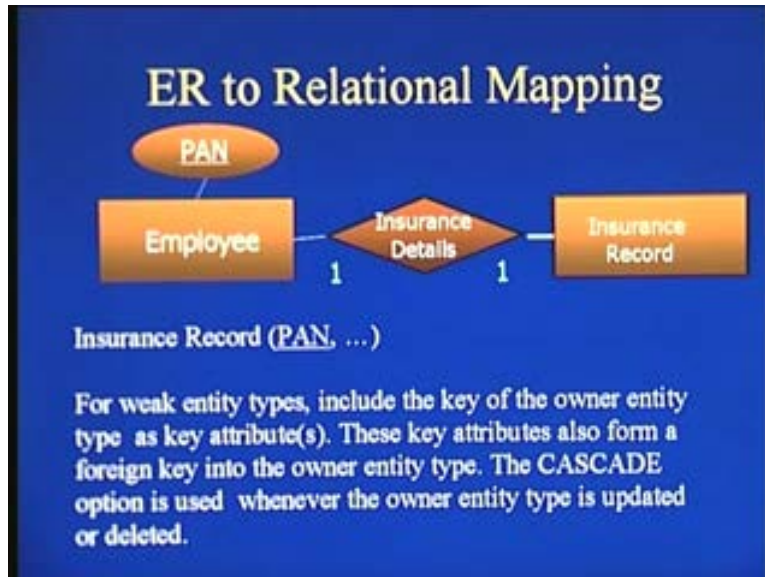 ER to Relational Mapping
PAN
Employee
Insurance
Details
Insurance
Record
1
1
Insurance Record (PAN, ...)
For weak entity types, include the key of the owner entity
type as key attribute(s). These key attributes also form a
foreign key into the owner entity type. The CASCADE
option is used whenever the owner entity type is updated
or deleted.